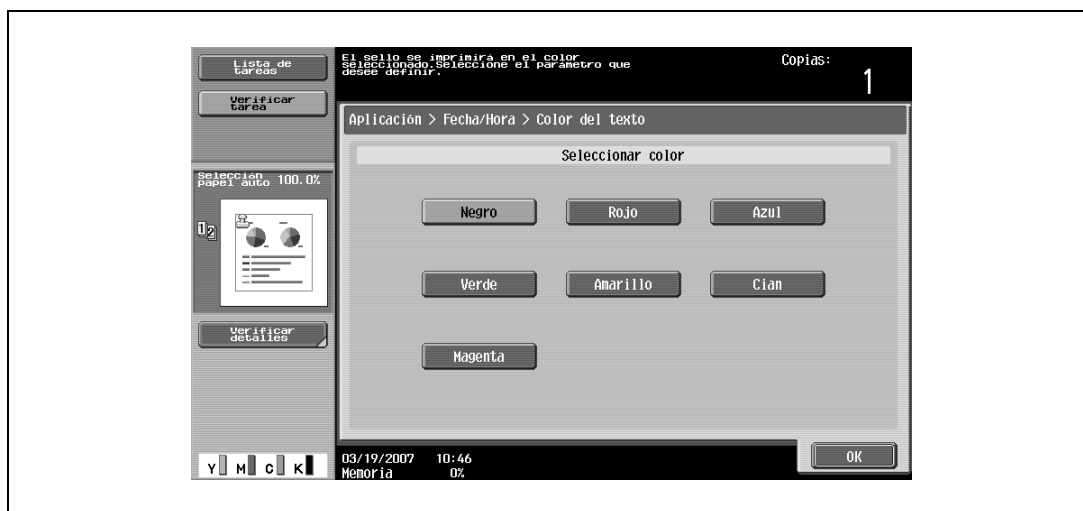 Lista de
tareas
Verificar
tarea
El sello se imprimirá en el color
seleccionado.Seleccione el parámetro que
desee definir.
Copias:
1
Aplicación > Fecha/Hora > Color del texto
Seleccionar color
Selección
papel auto 100.0%
1 2
Negro Rojo Azul
Verde Amarillo Cian
Verificar
detalles
Magenta
Y M C K
03/19/2007 10:46
Memoria 0%
OK